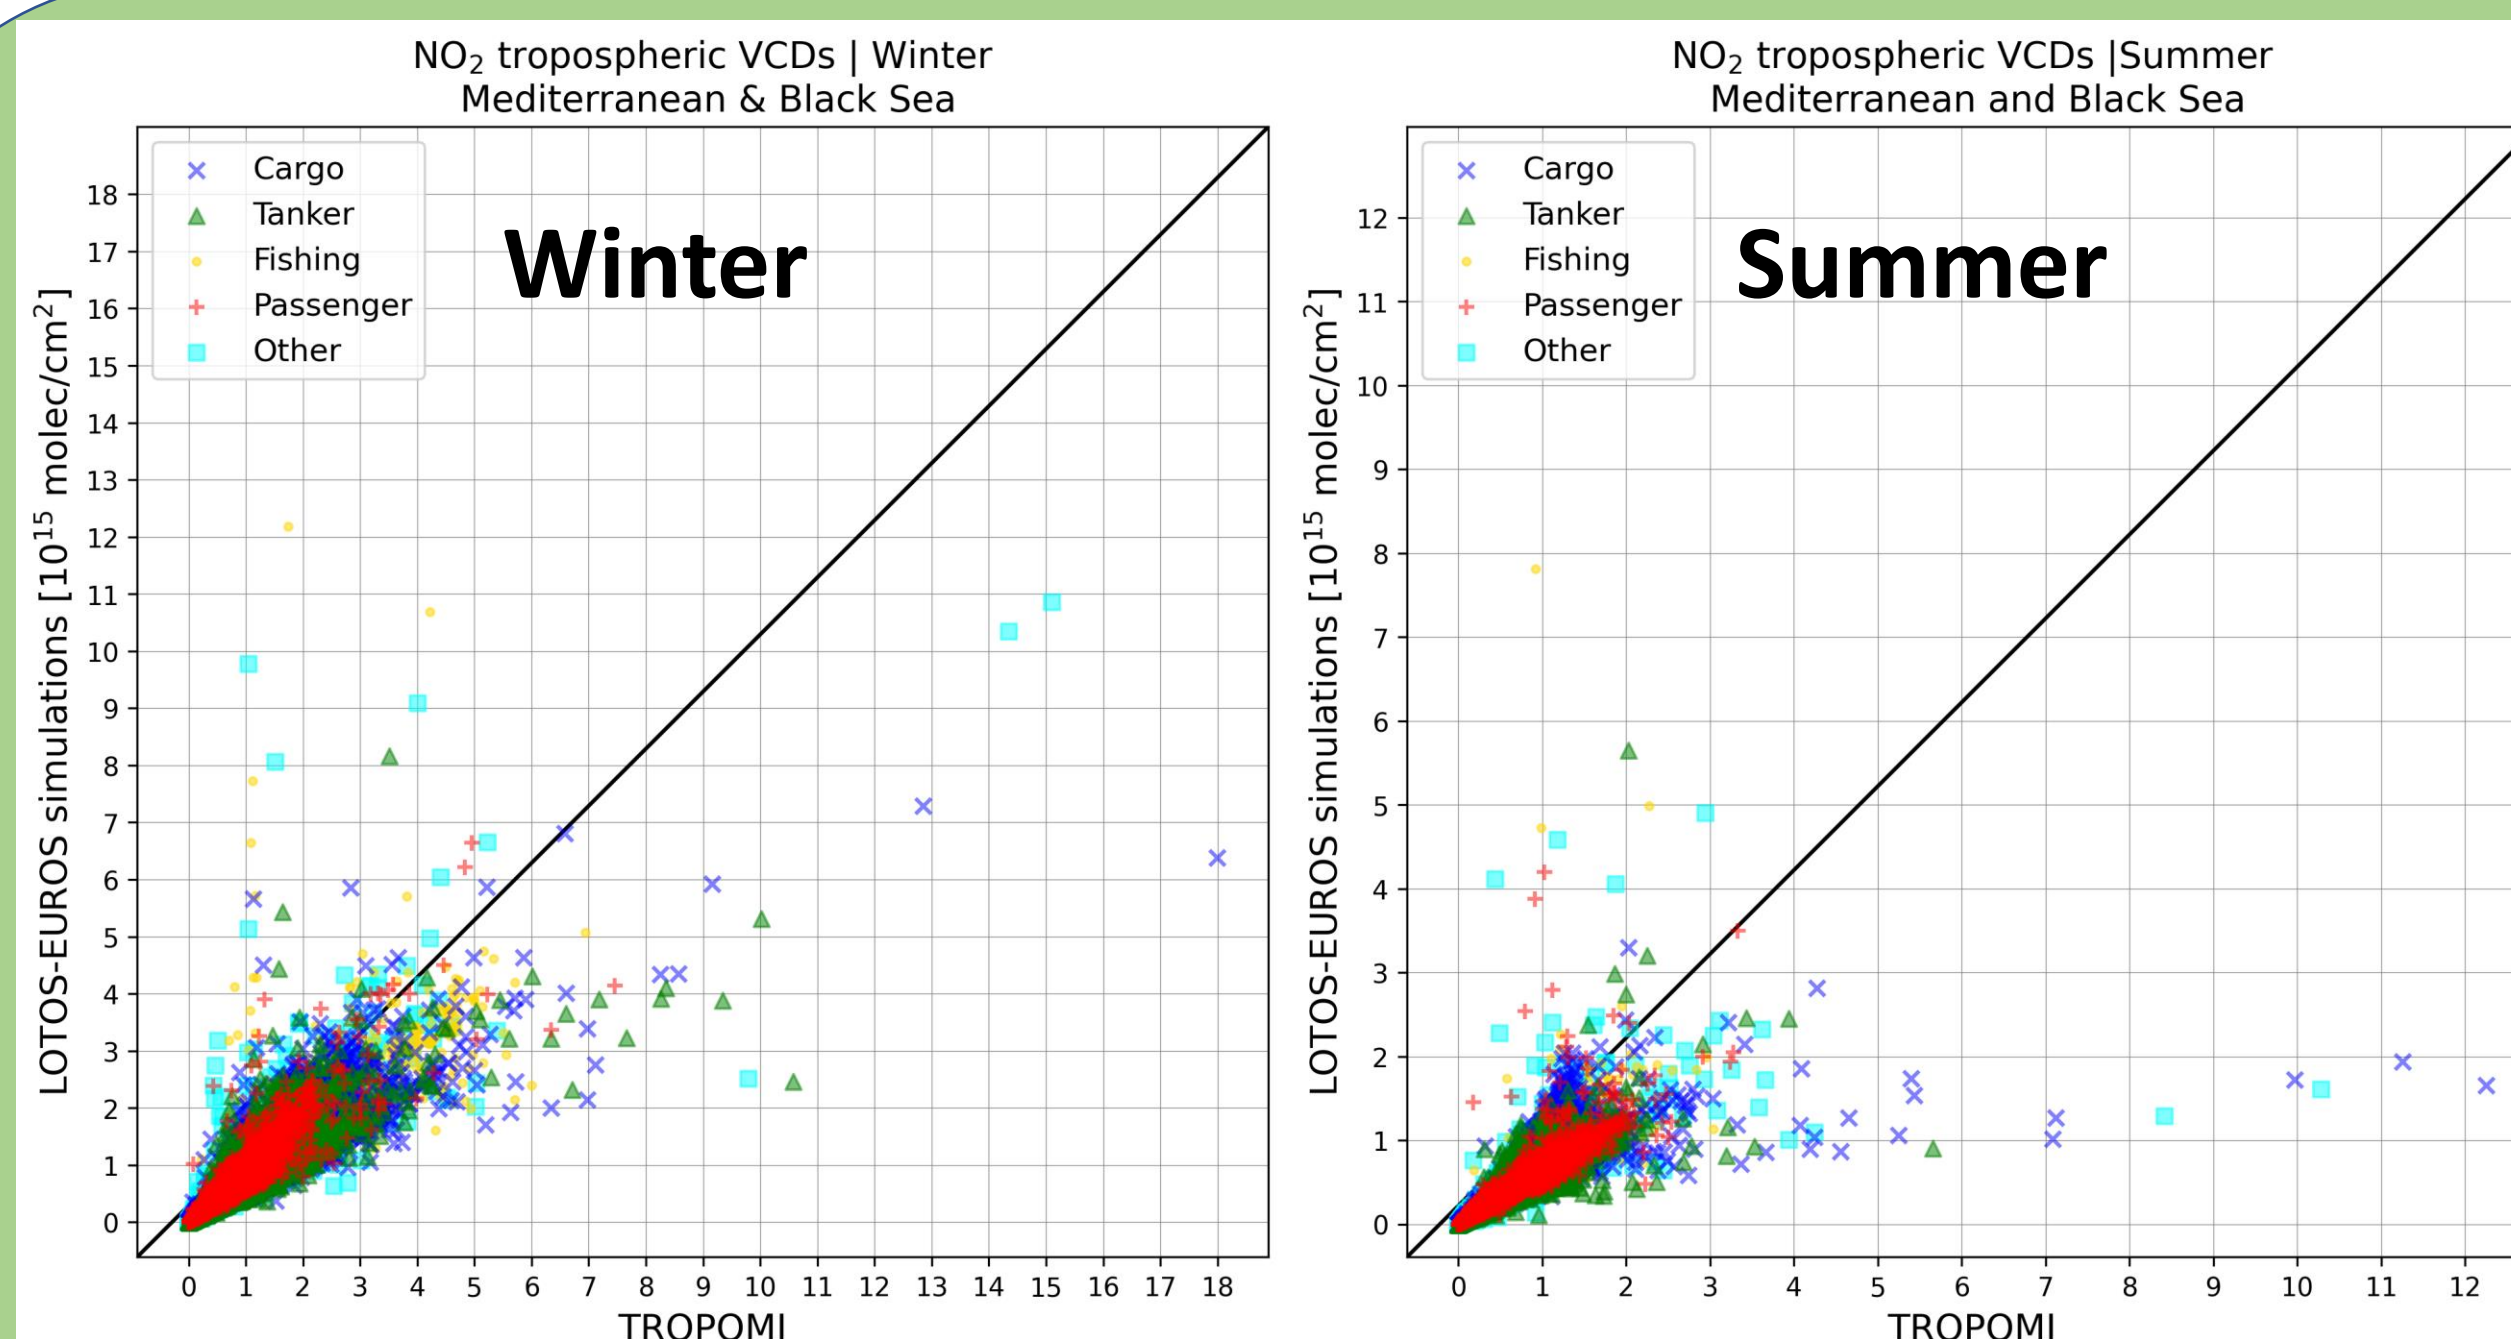 NO₂ tropospheric VCDs | Winter
Mediterranean & Black Sea
Cargo
Tanker
Fishing
Passenger
Other
Winter
LOTOS-EUROS simulations [10¹⁵ molec/cm²]
18
17
16
15
14
13
12
11
10
9
8
7
6
5
4
3
2
1
0
0 1 2 3 4 5 6 7 8 9 10 11 12 13 14 15 16 17 18
TROPOMI
NO₂ tropospheric VCDs |Summer
Mediterranean and Black Sea
Cargo
Tanker
Fishing
Passenger
Other
Summer
LOTOS-EUROS simulations [10¹⁵ molec/cm²]
12
11
10
9
8
7
6
5
4
3
2
1
0
0 1 2 3 4 5 6 7 8 9 10 11 12
TROPOMI